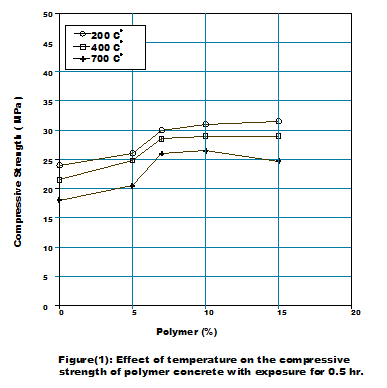 50
45
40
35
30
25
20
15
10
5
0
200 C°
400 C°
700 C°
Compressive Strength ( MPa)
0 5 10 15 20
Polymer (%)
Figure(1): Effect of temperature on the compressive
strength of polymer concrete with exposure for 0.5 hr.